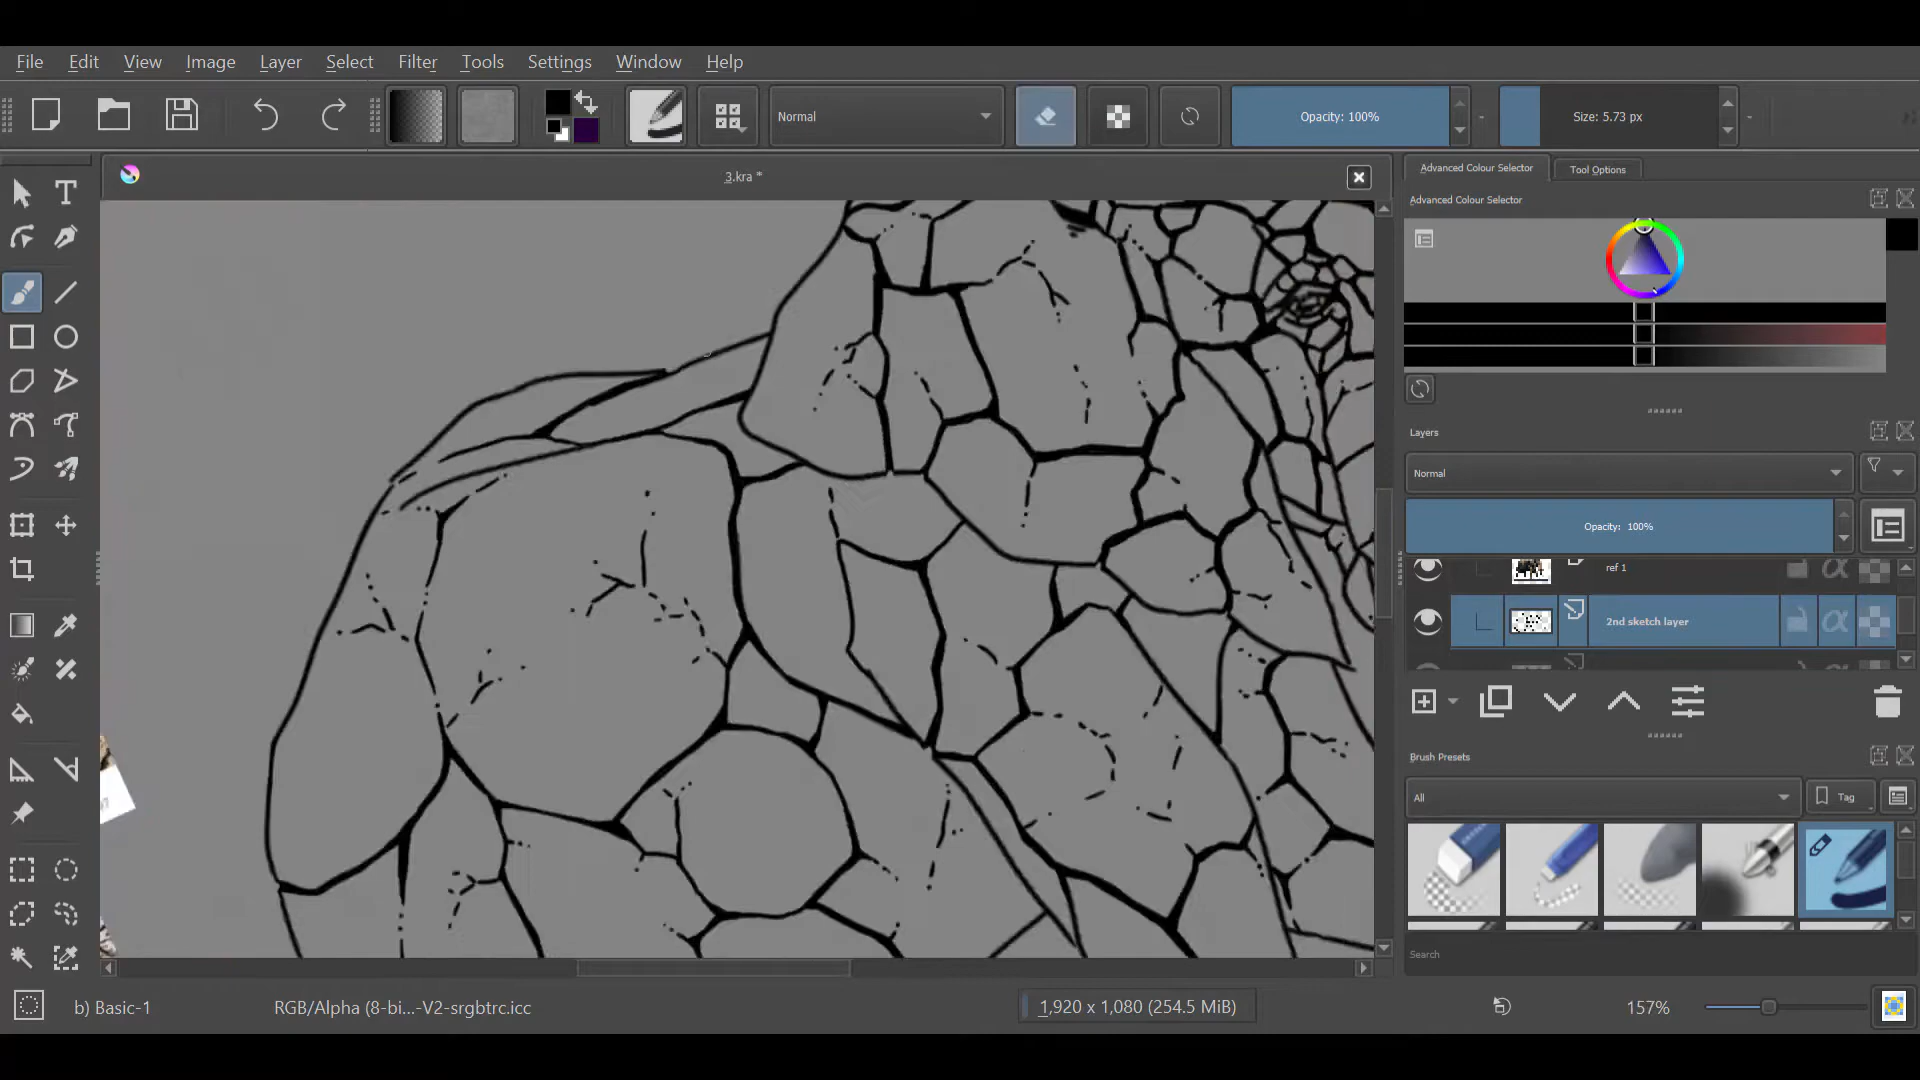 File Edit View Image Layer Select Filter Tools Settings Window Help
Normal Opacity: 100% Size: 5.73 px
3.kra *
Advanced Colour Selector Tool Options
Advanced Colour Selector
Layers
Normal
Opacity: 100%
ref 1
2nd sketch layer
Brush Presets
All Tag
Search
b) Basic-1 RGB/Alpha (8-bi...-V2-srgbtrc.icc 1,920 x 1,080 (254.5 MiB) 157%